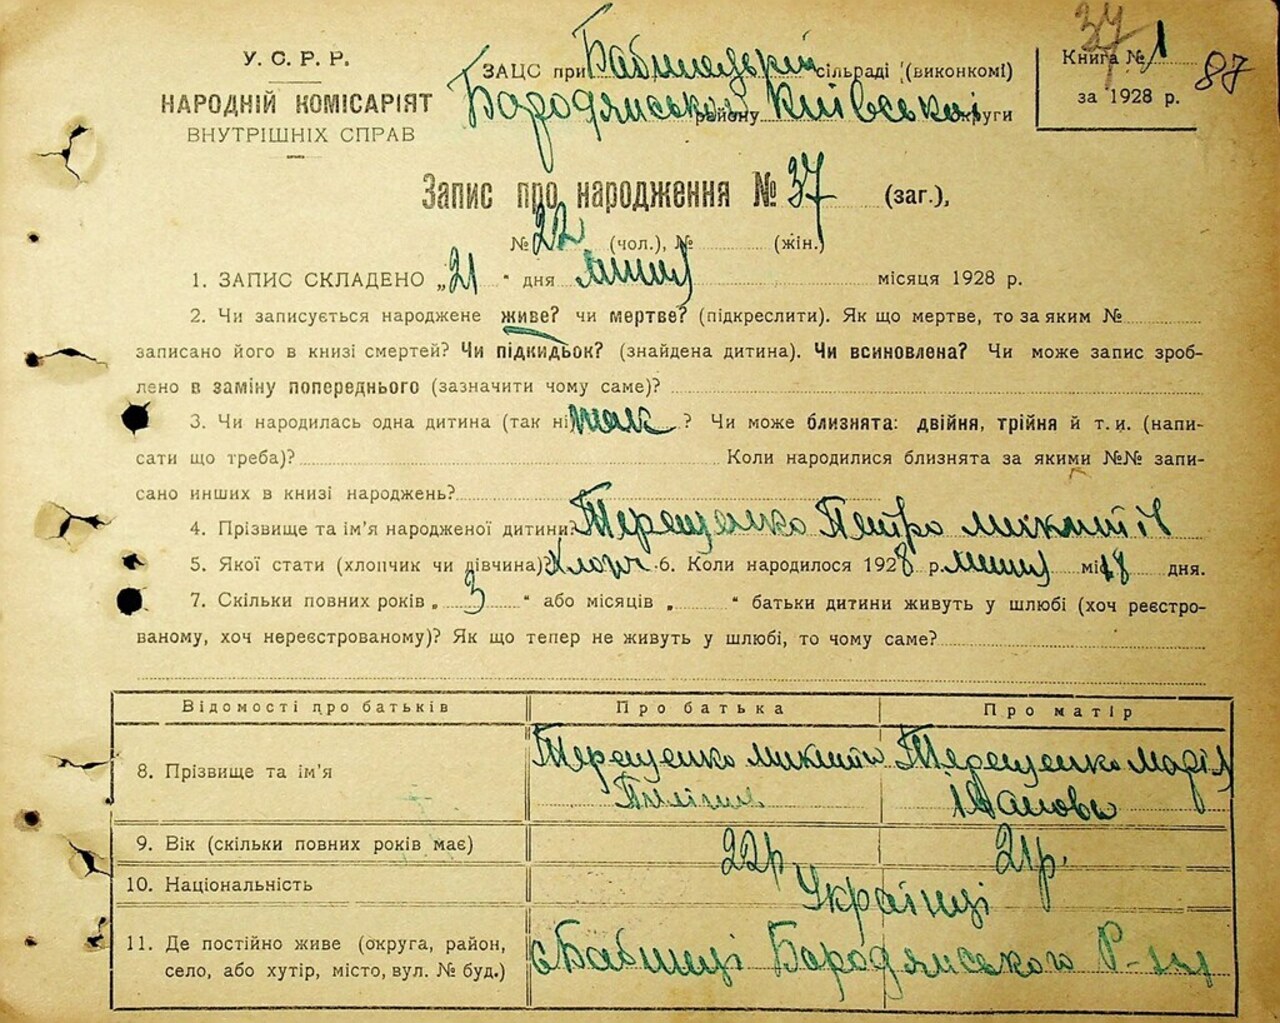 37
У. С. Р. Р.
НАРОДНІЙ КОМІСАРІЯТ
ВНУТРІШНІХ СПРАВ
ЗАЦС при Бабинецькій сільраді (виконкомі)
Бородянського району Київської округи
Книга № 1
за 1928 р.
87
Запис про народження № 37 (заг.),
№ 22 (чол.), № (жін.)
1. ЗАПИС СКЛАДЕНО „21 " дня липня місяця 1928 р.
2. Чи записується народжене живе? чи мертве? (підкреслити). Як що мертве, то за яким №
записано його в книзі смертей? Чи підкидьок? (знайдена дитина). Чи всиновлена? Чи може запис зроб-
лено в заміну попереднього (зазначити чому саме)?
3. Чи народилась одна дитина (так ні) так ? Чи може близнята: двійня, трійня й т. и. (напи-
сати що треба)? Коли народилися близнята за якими №№ запи-
сано инших в книзі народжень?
4. Прізвище та ім'я народженої дитини? Терещенко Петро Микитів
5. Якої стати (хлопчик чи дівчина)? Хлопч. 6. Коли народилося 1928 р. липня мі 18 дня.
7. Скільки повних років „ 3 " або місяців „ " батьки дитини живуть у шлюбі (хоч реєстро-
ваному, хоч нереєстрованому)? Як що тепер не живуть у шлюбі, то чому саме?
Відомості про батьків Про батька Про матір
8. Прізвище та ім'я Терещенко Микита Терещенко Марія
Іванова
9. Вік (скільки повних років має) 22р. 21р.
10. Національність Українці
11. Де постійно живе (округа, район,
село, або хутір, місто, вул. № буд.) с Бабинці Бородянського Р-ну